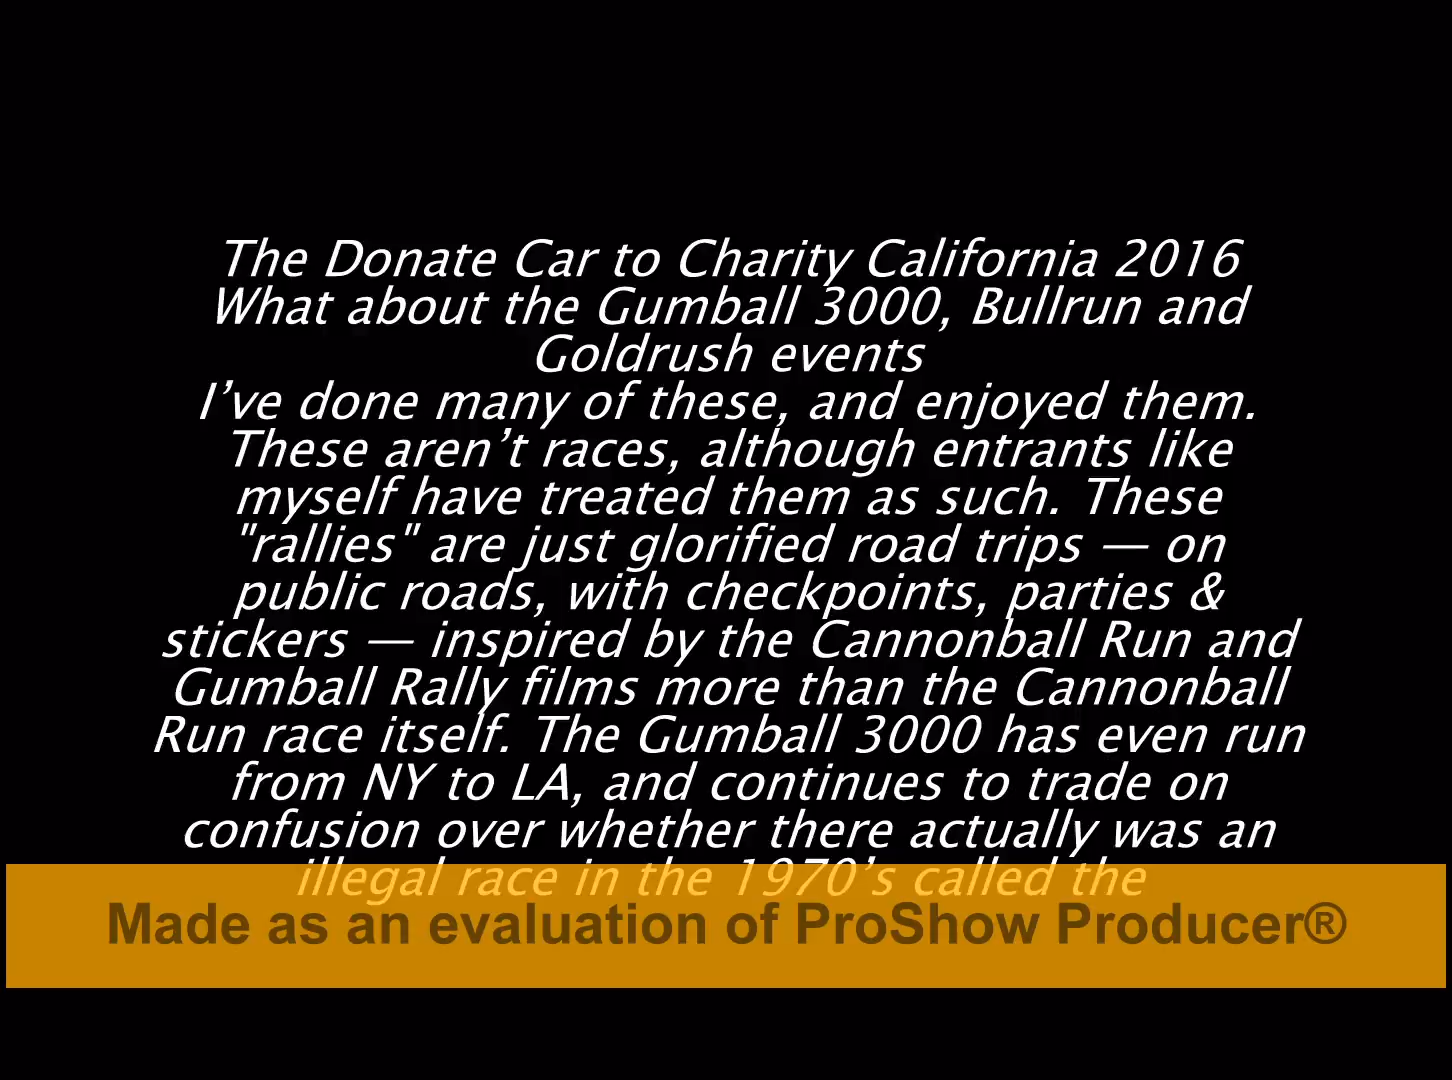 The Donate Car to Charity California 2016
What about the Gumball 3000, Bullrun and
Goldrush events
I’ve done many of these, and enjoyed them.
These aren’t races, although entrants like
myself have treated them as such. These
"rallies" are just glorified road trips — on
public roads, with checkpoints, parties &
stickers — inspired by the Cannonball Run and
Gumball Rally films more than the Cannonball
Run race itself. The Gumball 3000 has even run
from NY to LA, and continues to trade on
confusion over whether there actually was an
illegal race in the 1970’s called the
Made as an evaluation of ProShow Producer®